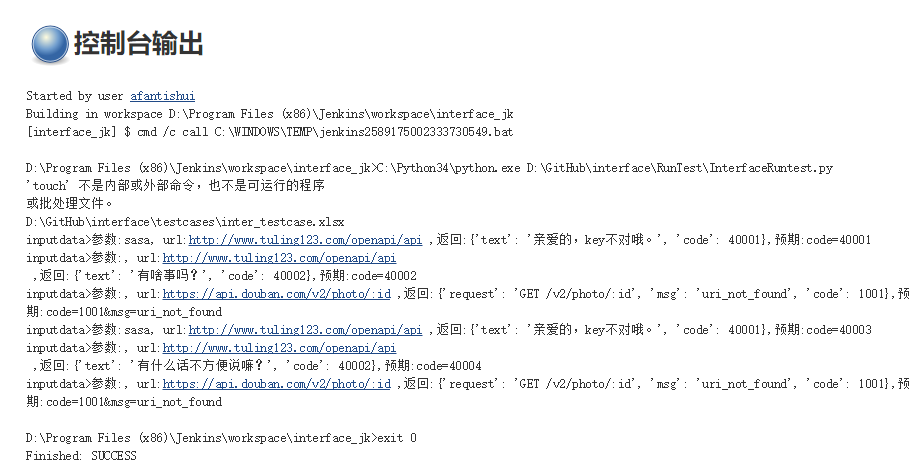 控制台输出
Started by user afantishui
Building in workspace D:\Program Files (x86)\Jenkins\workspace\interface_jk
[interface_jk] $ cmd /c call C:\WINDOWS\TEMP\jenkins2589175002333730549.bat
D:\Program Files (x86)\Jenkins\workspace\interface_jk>C:\Python34\python.exe D:\GitHub\interface\RunTest\InterfaceRuntest.py
'touch' 不是内部或外部命令，也不是可运行的程序
或批处理文件。
D:\GitHub\interface\testcases\inter_testcase.xlsx
inputdata>参数:sasa, url:http://www.tuling123.com/openapi/api ,返回:{'text': '亲爱的，key不对哦。', 'code': 40001},预期:code=40001
inputdata>参数:, url:http://www.tuling123.com/openapi/api
,返回:{'text': '有啥事吗？', 'code': 40002},预期:code=40002
inputdata>参数:, url:https://api.douban.com/v2/photo/:id ,返回:{'request': 'GET /v2/photo/:id', 'msg': 'uri_not_found', 'code': 1001},预
期:code=1001&msg=uri_not_found
inputdata>参数:sasa, url:http://www.tuling123.com/openapi/api ,返回:{'text': '亲爱的，key不对哦。', 'code': 40001},预期:code=40003
inputdata>参数:, url:http://www.tuling123.com/openapi/api
,返回:{'text': '有什么话不方便说嘛？', 'code': 40002},预期:code=40004
inputdata>参数:, url:https://api.douban.com/v2/photo/:id ,返回:{'request': 'GET /v2/photo/:id', 'msg': 'uri_not_found', 'code': 1001},预
期:code=1001&msg=uri_not_found
D:\Program Files (x86)\Jenkins\workspace\interface_jk>exit 0
Finished: SUCCESS